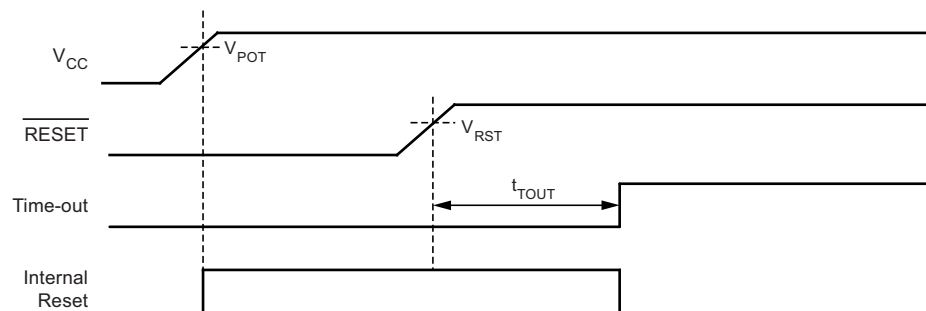 V_CC
V_POT
RESET
V_RST
t_TOUT
Time-out
Internal
Reset